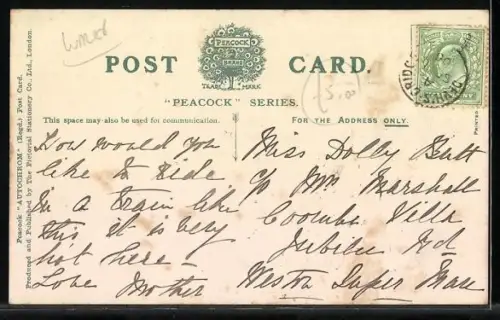 PEACOCK
BRAND
TRADE MARK
POST CARD.
"PEACOCK" SERIES.
This space may also be used for communication.
FOR THE ADDRESS ONLY.
Peacock "AUTOCHROM" (Regd.) Post Card.
Produced and Published by The Pictorial Stationery Co., Ltd., London.
Printed
How would you
like to ride
in a train like
this it is very
hot here!
Love Mother
Miss Dolly Butt
c/o Mrs Marshall
Coombe Villa
Jubilee Rd
Weston Super Mare